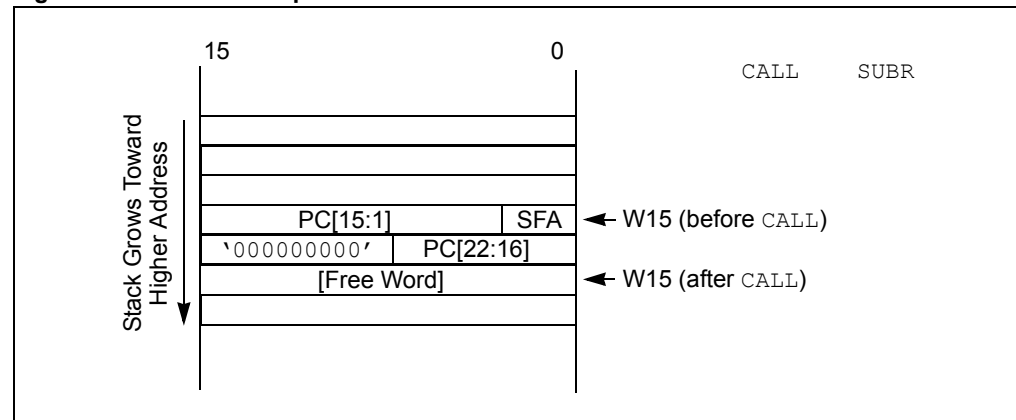 15 0
CALL SUBR
Stack Grows Toward
Higher Address
PC[15:1] SFA
W15 (before CALL)
‘000000000’ PC[22:16]
[Free Word]
W15 (after CALL)